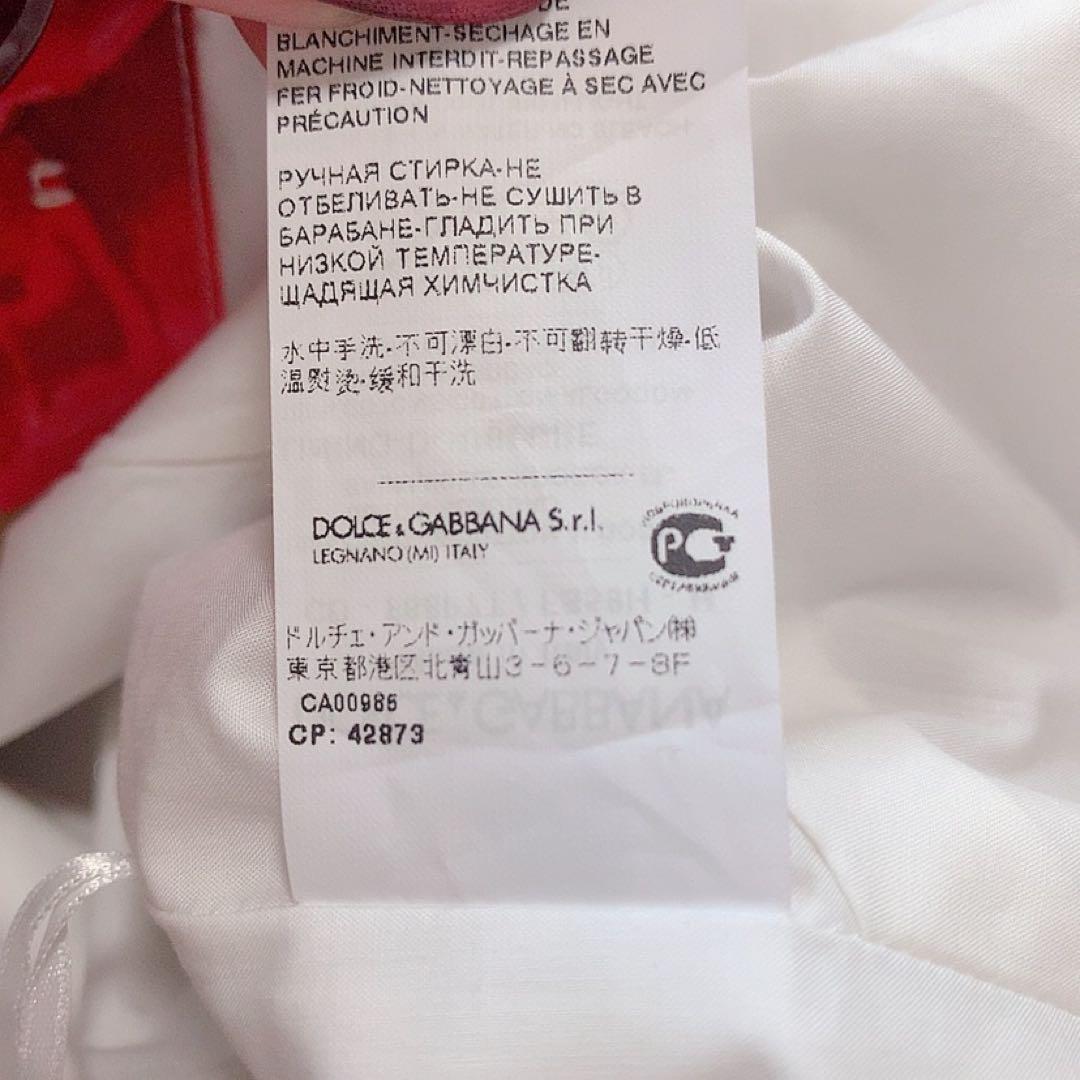 DE
BLANCHIMENT-SÉCHAGE EN
MACHINE INTERDIT-REPASSAGE
FER FROID-NETTOYAGE À SEC AVEC
PRÉCAUTION
РУЧНАЯ СТИРКА-НЕ
ОТБЕЛИВАТЬ-НЕ СУШИТЬ В
БАРАБАНЕ-ГЛАДИТЬ ПРИ
НИЗКОЙ ТЕМПЕРАТУРЕ-
ЩАДЯЩАЯ ХИМЧИСТКА
水中手洗-不可漂白-不可翻转干燥-低
温熨烫-缓和干洗
DOLCE & GABBANA S.r.l.
LEGNANO (MI) ITALY
PCT
ドルチェ・アンド・ガッバーナ・ジャパン㈱
東京都港区北青山3-6-7-8F
CA00986
CP: 42873